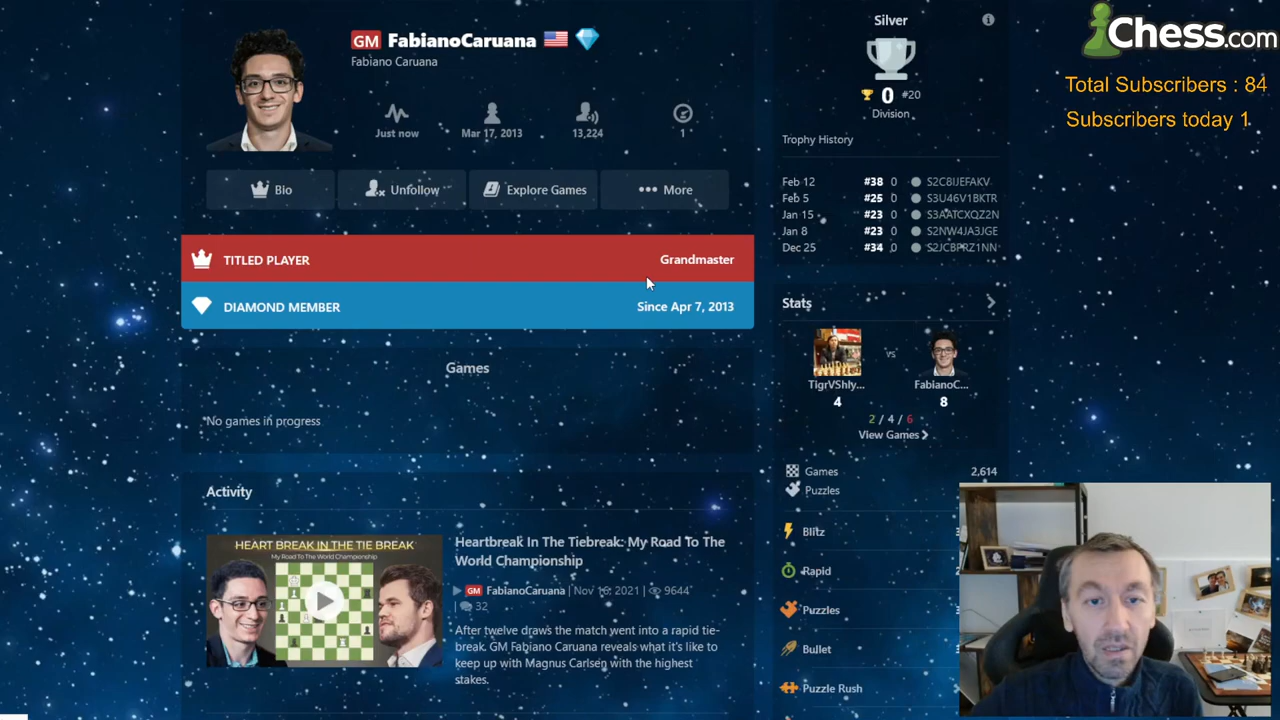 GM FabianoCaruana
Fabiano Caruana
Just now
Mar 17, 2013
13,224
1
Bio
Unfollow
Explore Games
More
TITLED PLAYER
Grandmaster
DIAMOND MEMBER
Since Apr 7, 2013
Games
No games in progress
Activity
HEART BREAK IN THE TIE BREAK
My Road To The World Championship
Heartbreak In The Tiebreak: My Road To The
World Championship
GM FabianoCaruana | Nov 16, 2021 | 9644
| 32
After twelve draws the match went into a rapid tie-
break. GM Fabiano Caruana reveals what it's like to
keep up with Magnus Carlsen with the highest
stakes.
Silver
0 #20
Division
Trophy History
Feb 12 #38 0 S2C8IJEFAKV
Feb 5 #25 0 S3U46V1BKTR
Jan 15 #23 0 S3AATCXQZ2N
Jan 8 #23 0 S2NW4JA3JGE
Dec 25 #34 0 S2JCBPRZ1NN
Stats
vs
TigrVShly... FabianoC...
4 8
2 / 4 / 6
View Games
Games 2,614
Puzzles
Blitz
Rapid
Puzzles
Bullet
Puzzle Rush
Chess.com
Total Subscribers : 84
Subscribers today 1